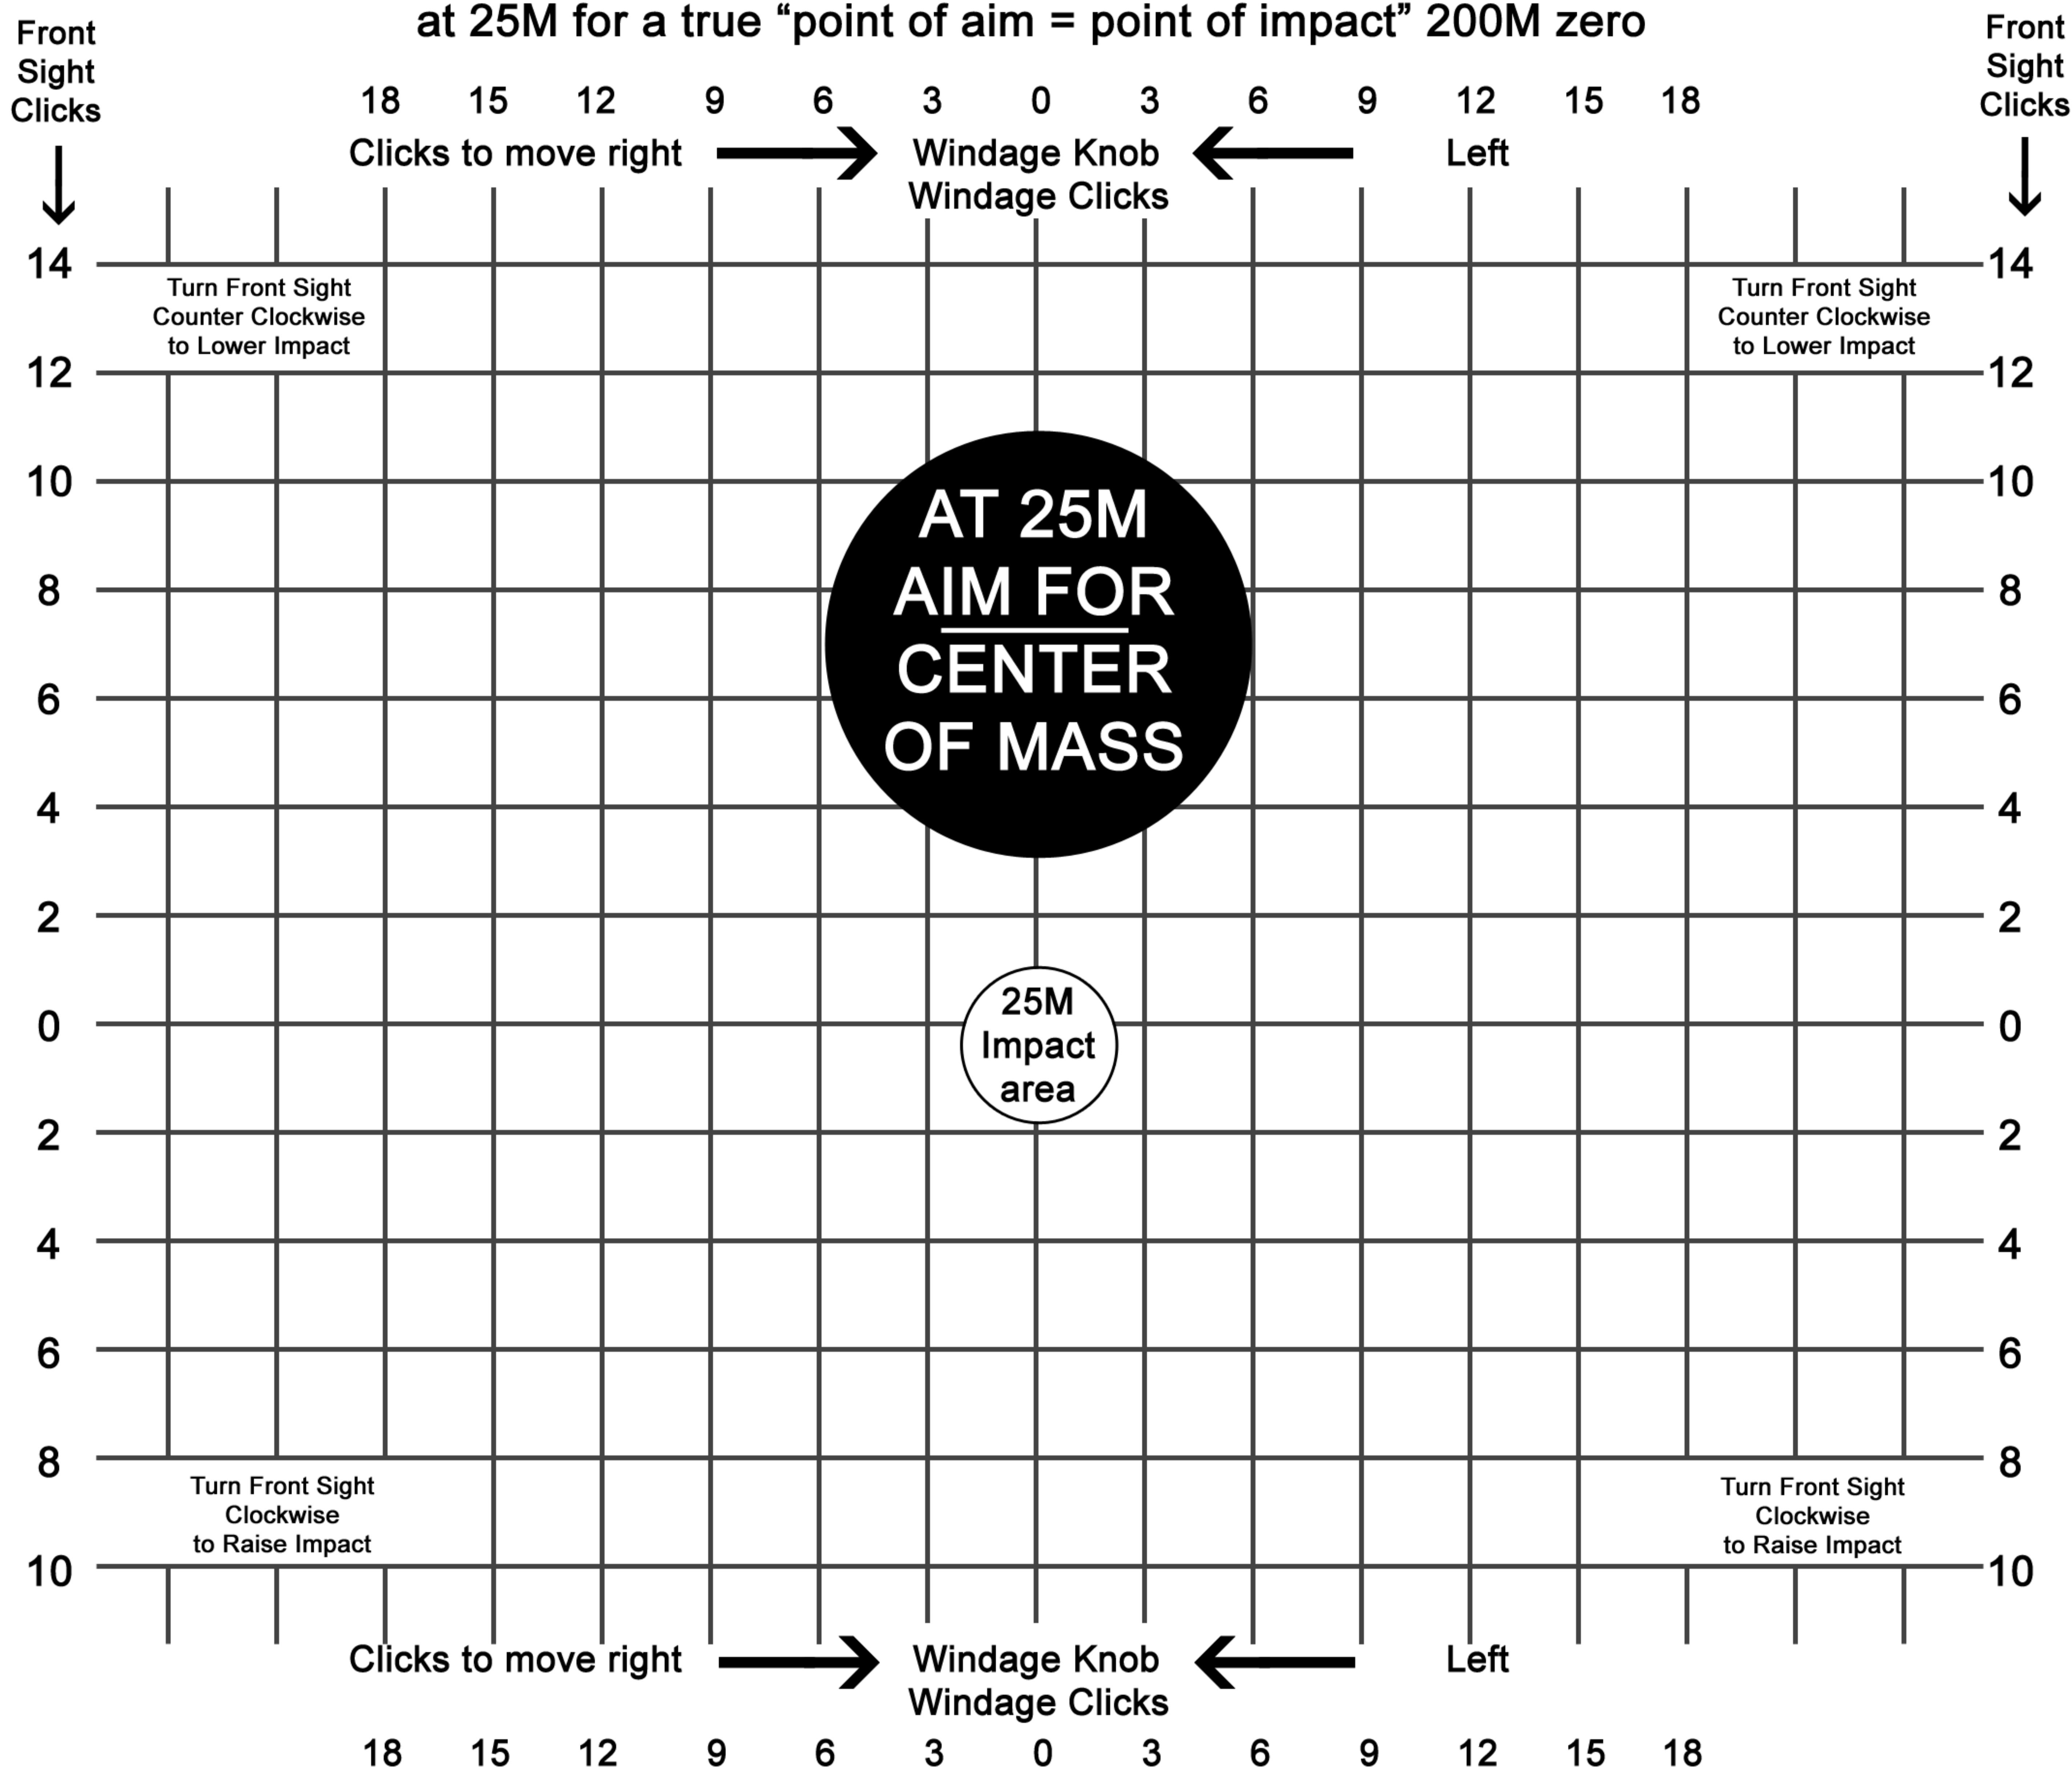 at 25M for a true “point of aim = point of impact” 200M zero
Front
Sight
Clicks
Front
Sight
Clicks
18 15 12 9 6 3 0 3 6 9 12 15 18
Clicks to move right Windage Knob Left
Windage Clicks
14 14
Turn Front Sight
Counter Clockwise
to Lower Impact
Turn Front Sight
Counter Clockwise
to Lower Impact
12 12
10 10
AT 25M
AIM FOR
CENTER
OF MASS
8 8
6 6
4 4
2 2
25M
Impact
area
0 0
2 2
4 4
6 6
8 8
Turn Front Sight
Clockwise
to Raise Impact
Turn Front Sight
Clockwise
to Raise Impact
10 10
Clicks to move right Windage Knob Left
Windage Clicks
18 15 12 9 6 3 0 3 6 9 12 15 18